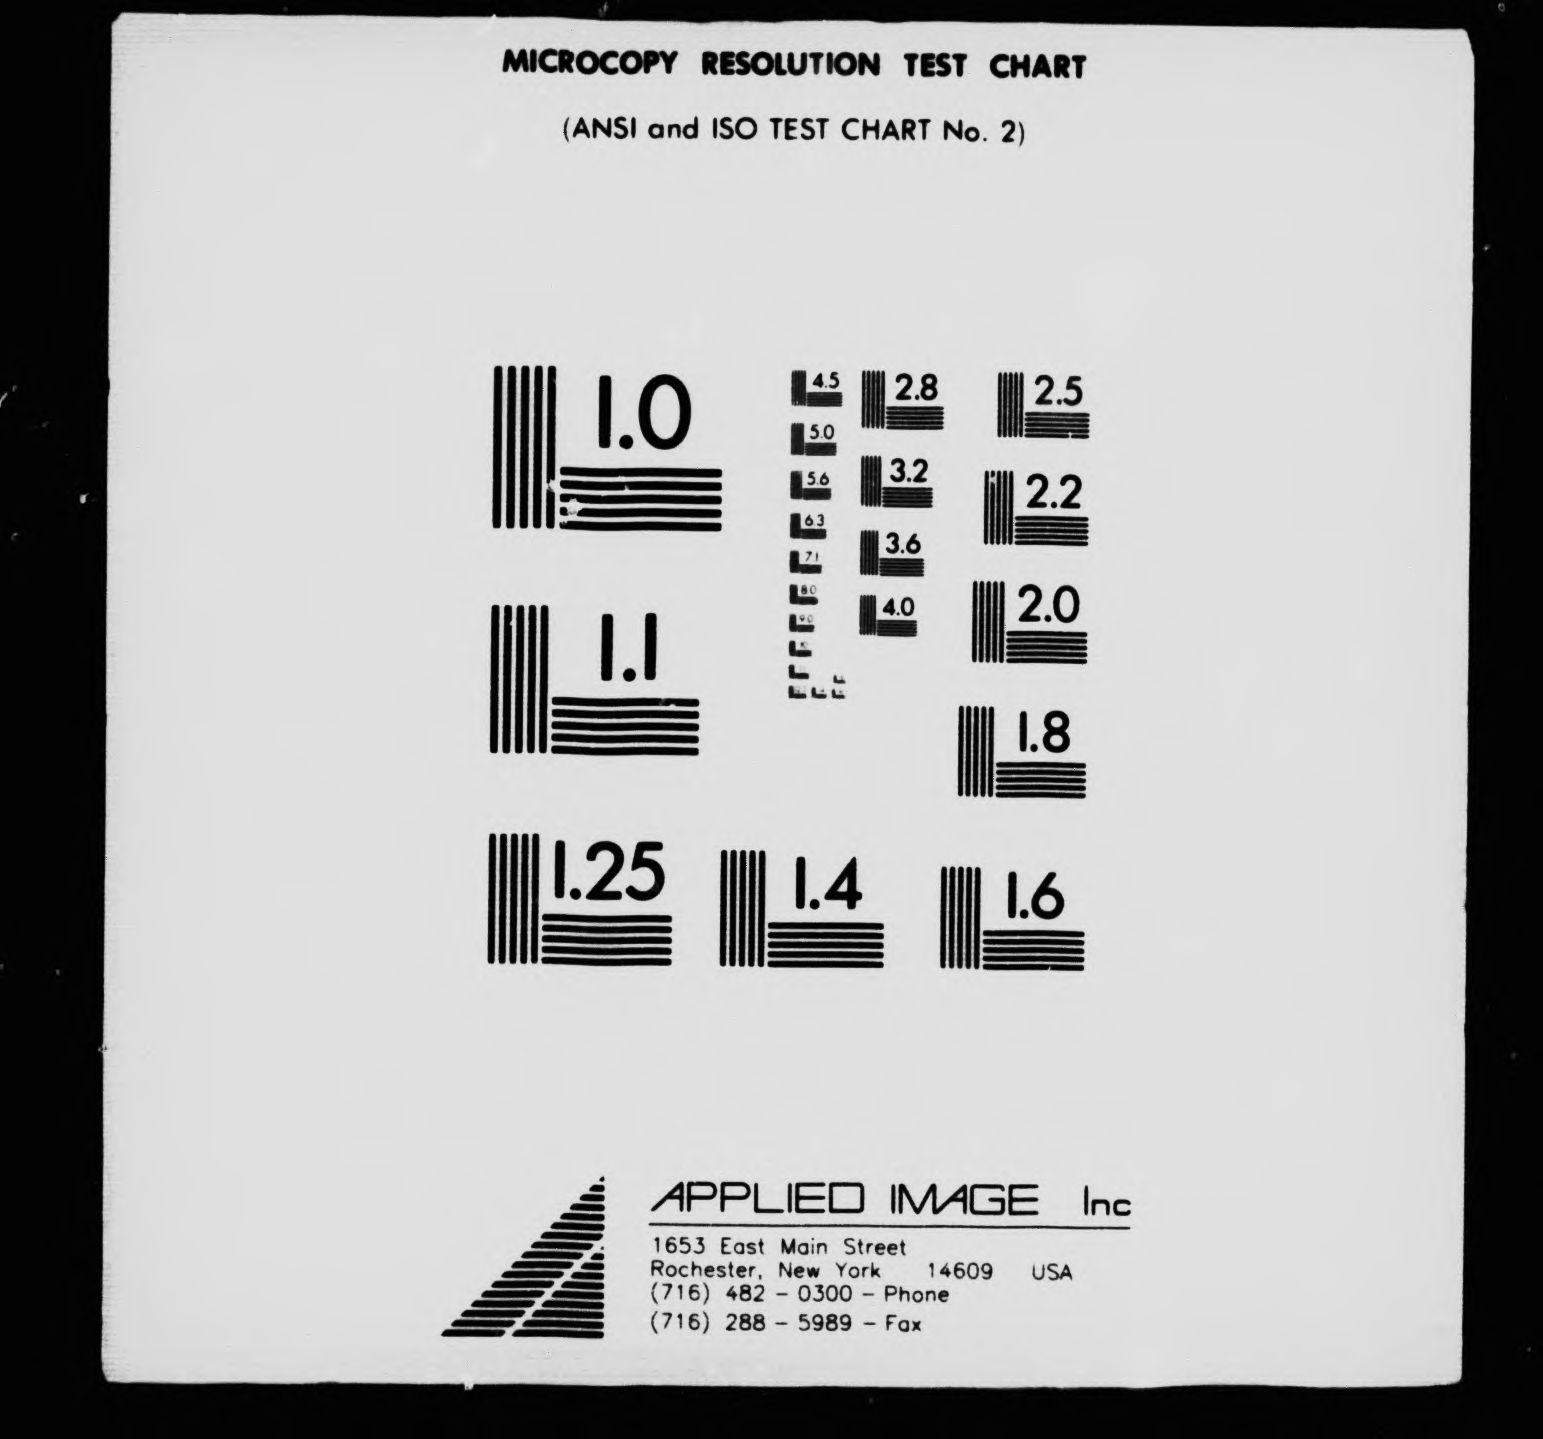 MICROCOPY RESOLUTION TEST CHART
(ANSI and ISO TEST CHART No. 2)
1.0
1.1
1.25
1.4
1.6
1.8
2.0
2.2
2.5
2.8
3.2
3.6
4.0
4.5
5.0
5.6
6.3
7.1
8.0
9.0
APPLIED IMAGE Inc
1653 East Main Street
Rochester, New York 14609 USA
(716) 482 - 0300 - Phone
(716) 288 - 5989 - Fax